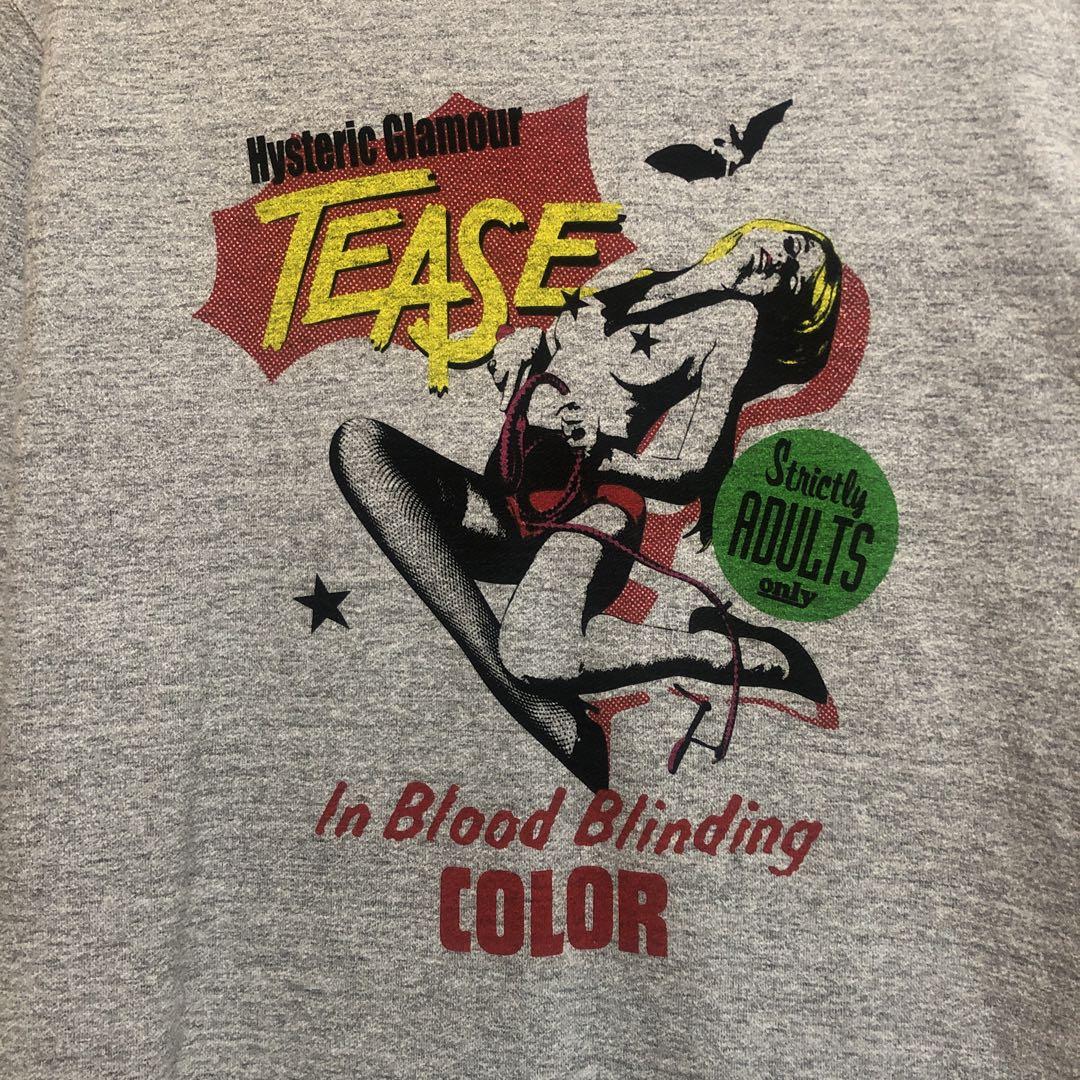 Hysteric Glamour
TEASE
Strictly
ADULTS
only
In Blood Blinding
COLOR